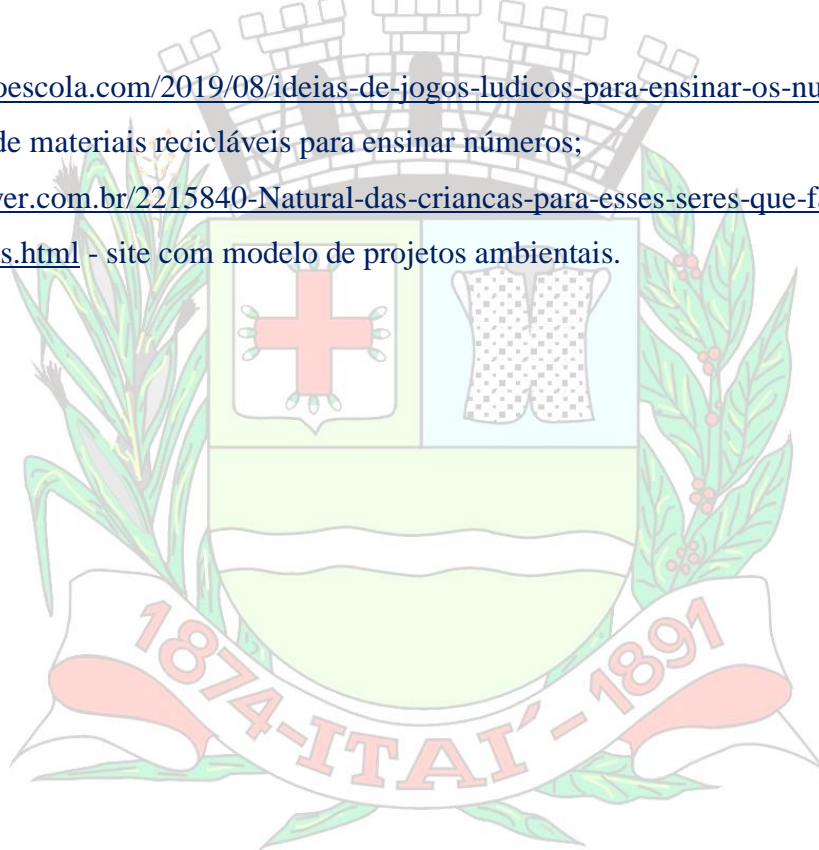 oescola.com/2019/08/ideias-de-jogos-ludicos-para-ensinar-os-nu
de materiais recicláveis para ensinar números;
ver.com.br/2215840-Natural-das-criancas-para-esses-seres-que-f
s.html - site com modelo de projetos ambientais.
1874-ITAÍ-1891